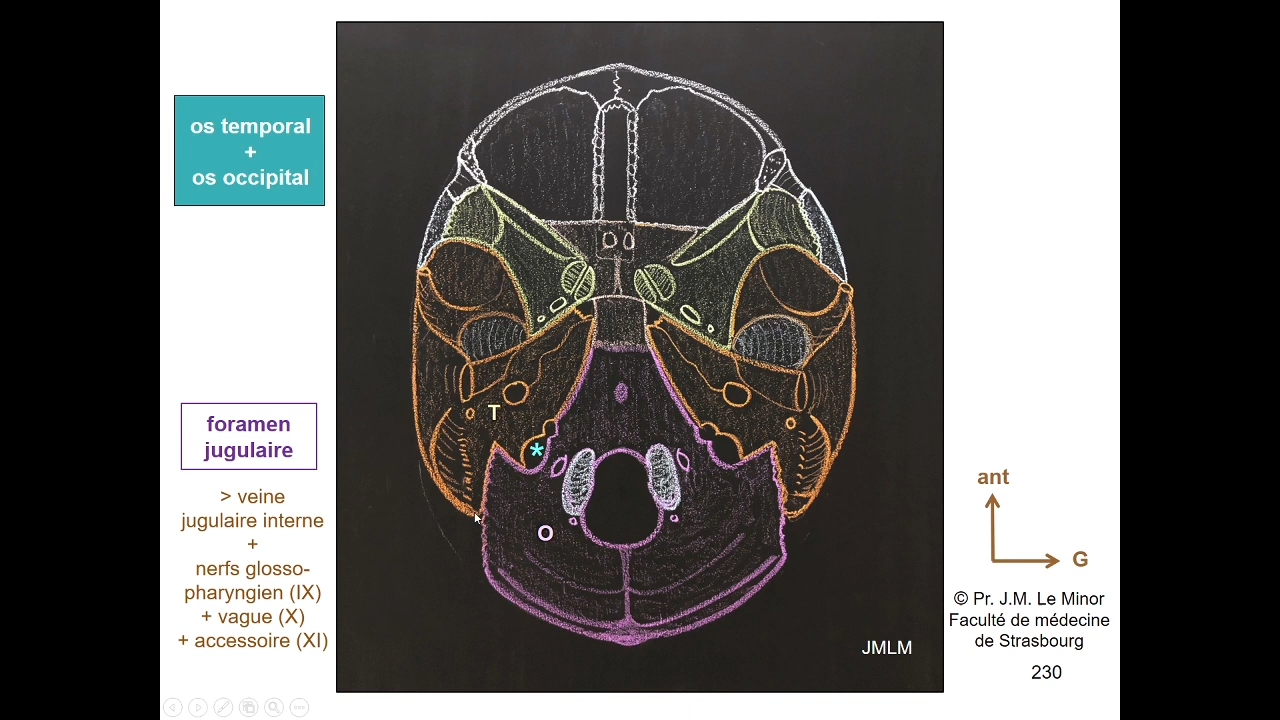 os temporal
+
os occipital
foramen
jugulaire
> veine
jugulaire interne
+
nerfs glosso-
pharyngien (IX)
+ vague (X)
+ accessoire (XI)
T
*
O
JMLM
ant
G
© Pr. J.M. Le Minor
Faculté de médecine
de Strasbourg
230